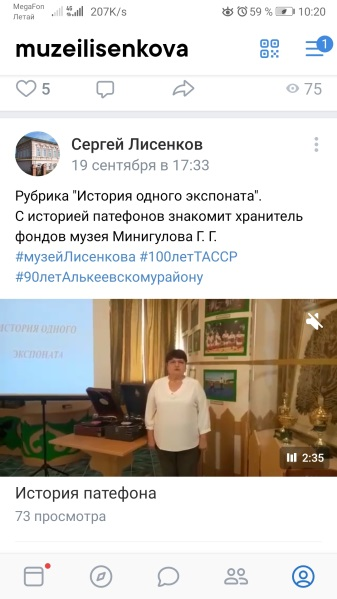 MegaFon
Летай
207K/s
59 %
10:20
muzeilisenkova
1
5
75
Сергей Лисенков
19 сентября в 17:33
Рубрика "История одного экспоната".
С историей патефонов знакомит хранитель
фондов музея Минигулова Г. Г.
#музейЛисенкова #100летТАССР
#90летАлькеевскомурайону
ИСТОРИЯ ОДНОГО
ЭКСПОНАТА
2:35
История патефона
73 просмотра